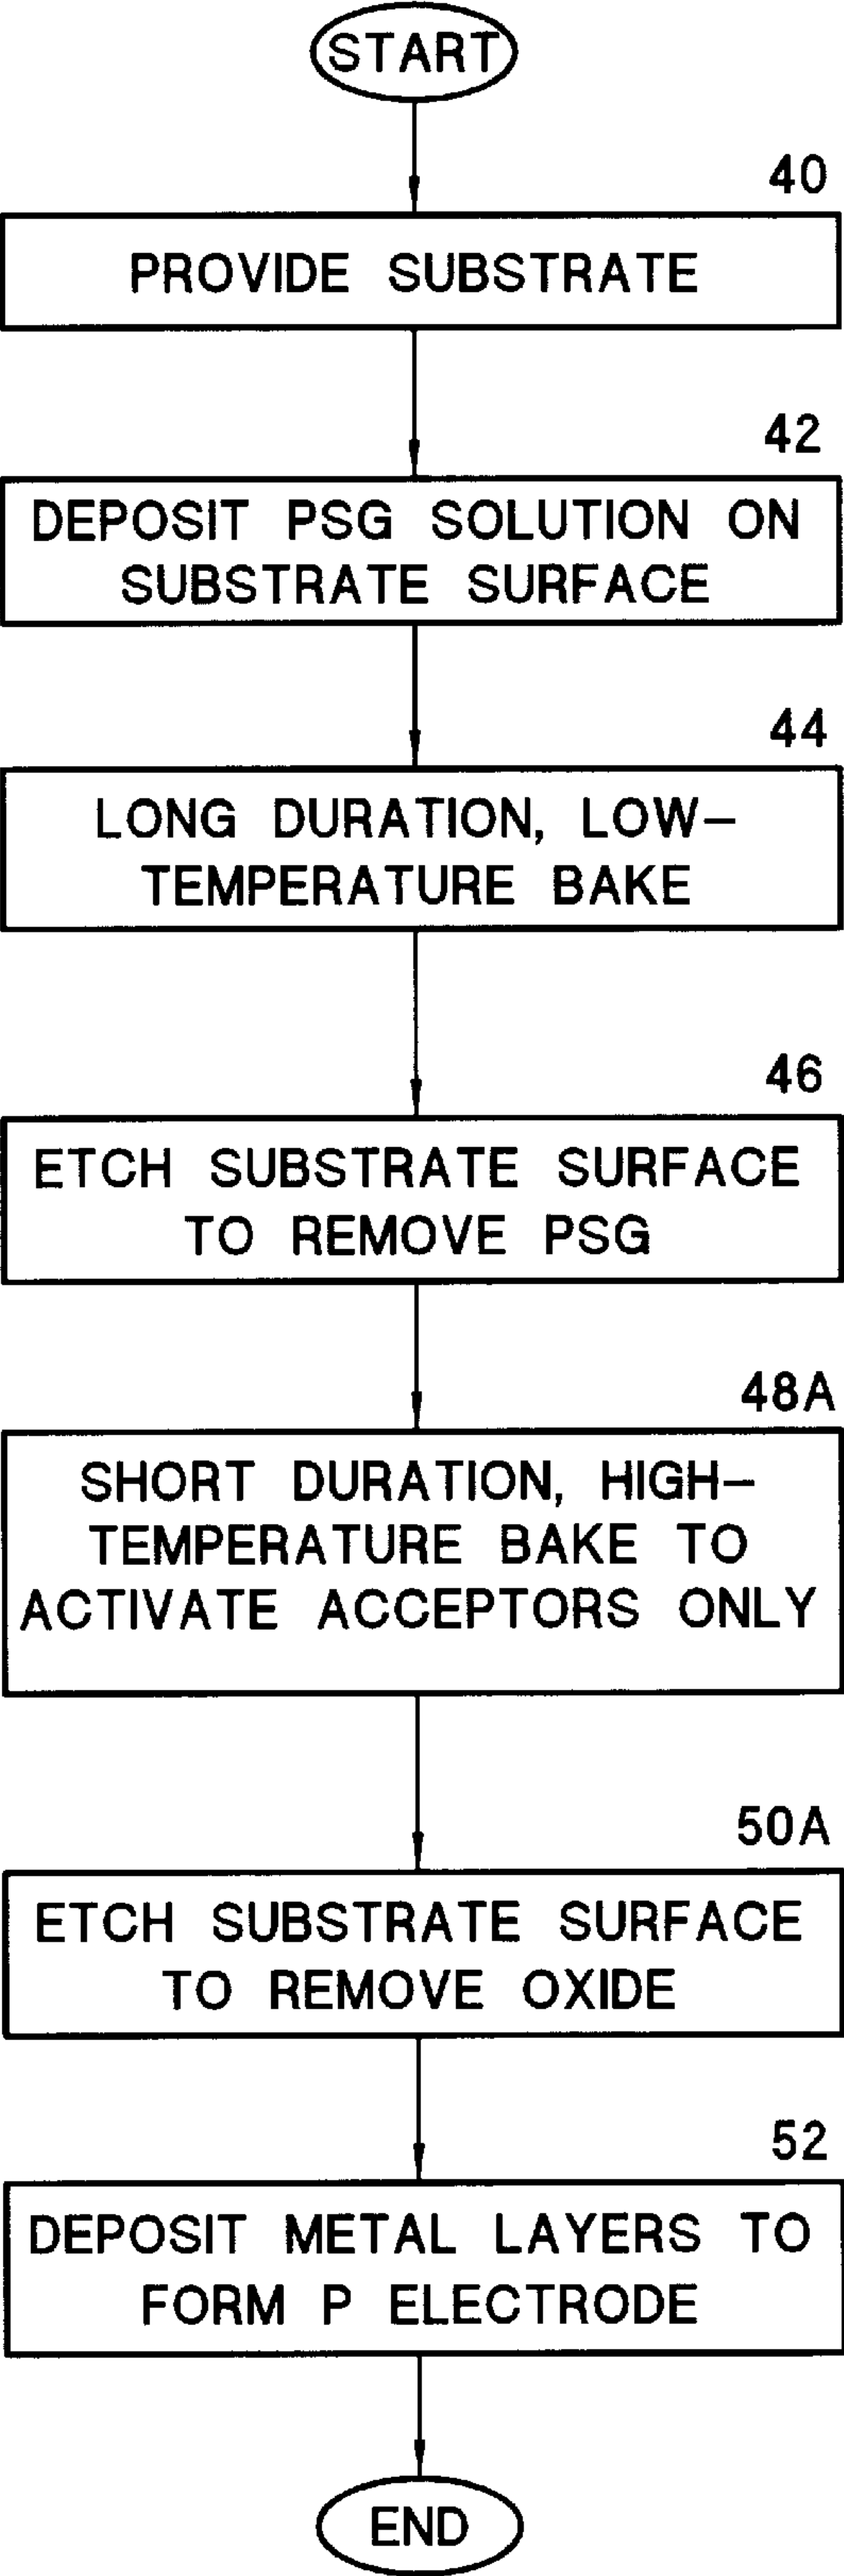 START
40
PROVIDE SUBSTRATE
42
DEPOSIT PSG SOLUTION ON
SUBSTRATE SURFACE
44
LONG DURATION, LOW–
TEMPERATURE BAKE
46
ETCH SUBSTRATE SURFACE
TO REMOVE PSG
48A
SHORT DURATION, HIGH–
TEMPERATURE BAKE TO
ACTIVATE ACCEPTORS ONLY
50A
ETCH SUBSTRATE SURFACE
TO REMOVE OXIDE
52
DEPOSIT METAL LAYERS TO
FORM P ELECTRODE
END